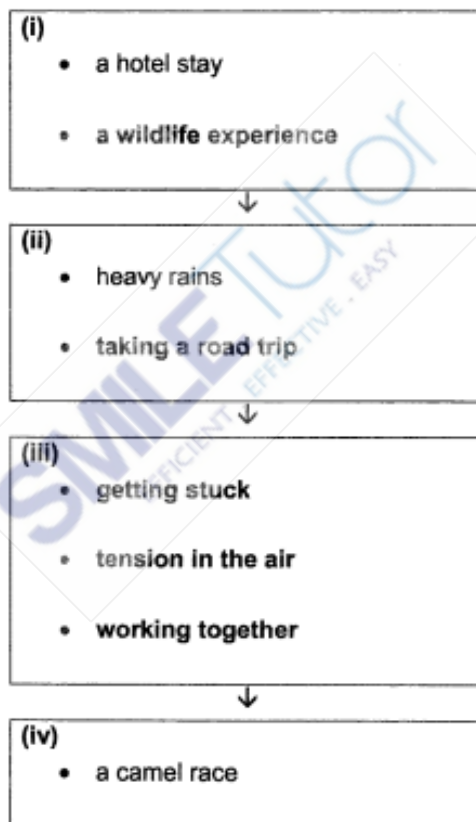 (i)
• a hotel stay
• a wildlife experience
(ii)
• heavy rains
• taking a road trip
(iii)
• getting stuck
• tension in the air
• working together
(iv)
• a camel race
SMILETutor
EFFICIENT . EFFECTIVE . EASY